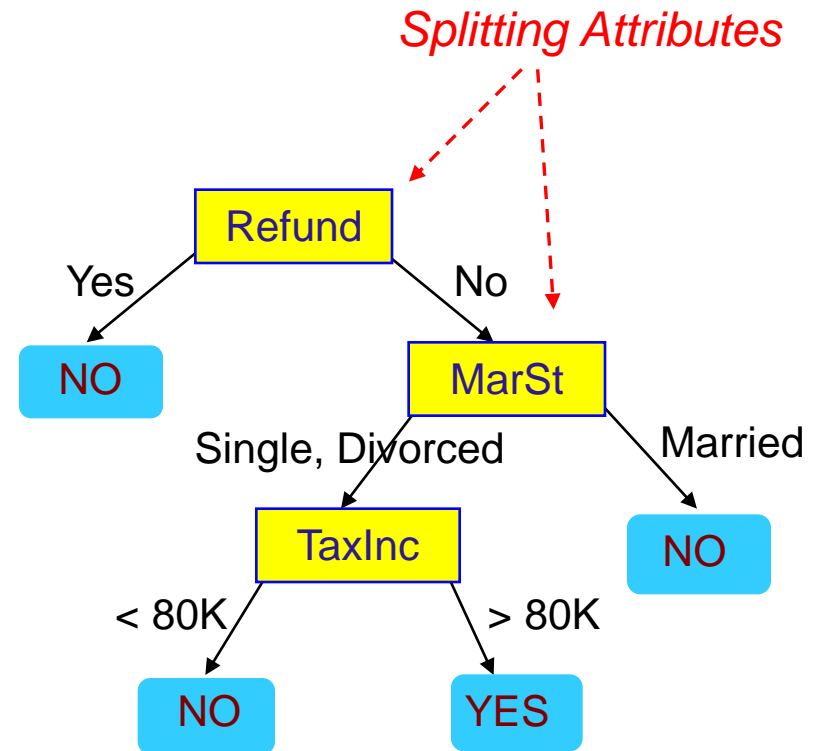 Splitting Attributes
Refund
Yes
No
NO
MarSt
Single, Divorced
Married
TaxInc
NO
< 80K
> 80K
NO
YES